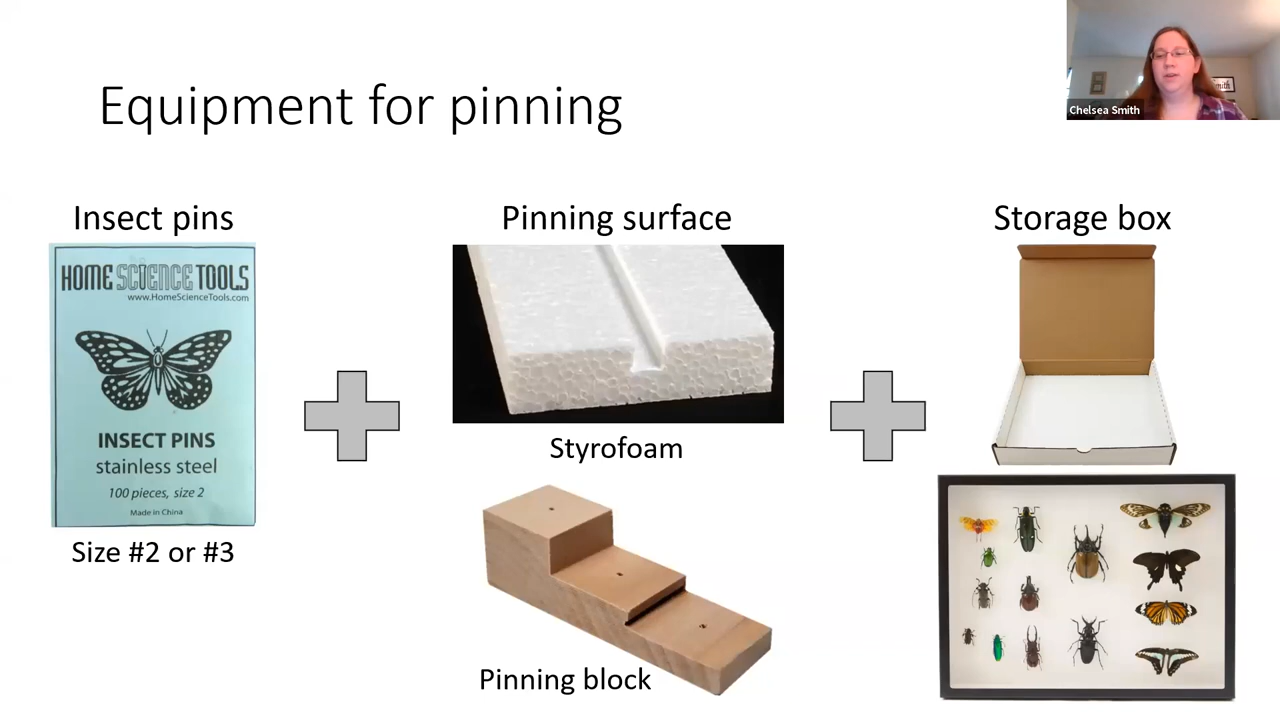 Equipment for pinning
Chelsea Smith
Insect pins
HOME SCIENCE TOOLS
www.HomeScienceTools.com
INSECT PINS
stainless steel
100 pieces, size 2
Made in China
Size #2 or #3
Pinning surface
Styrofoam
Pinning block
Storage box